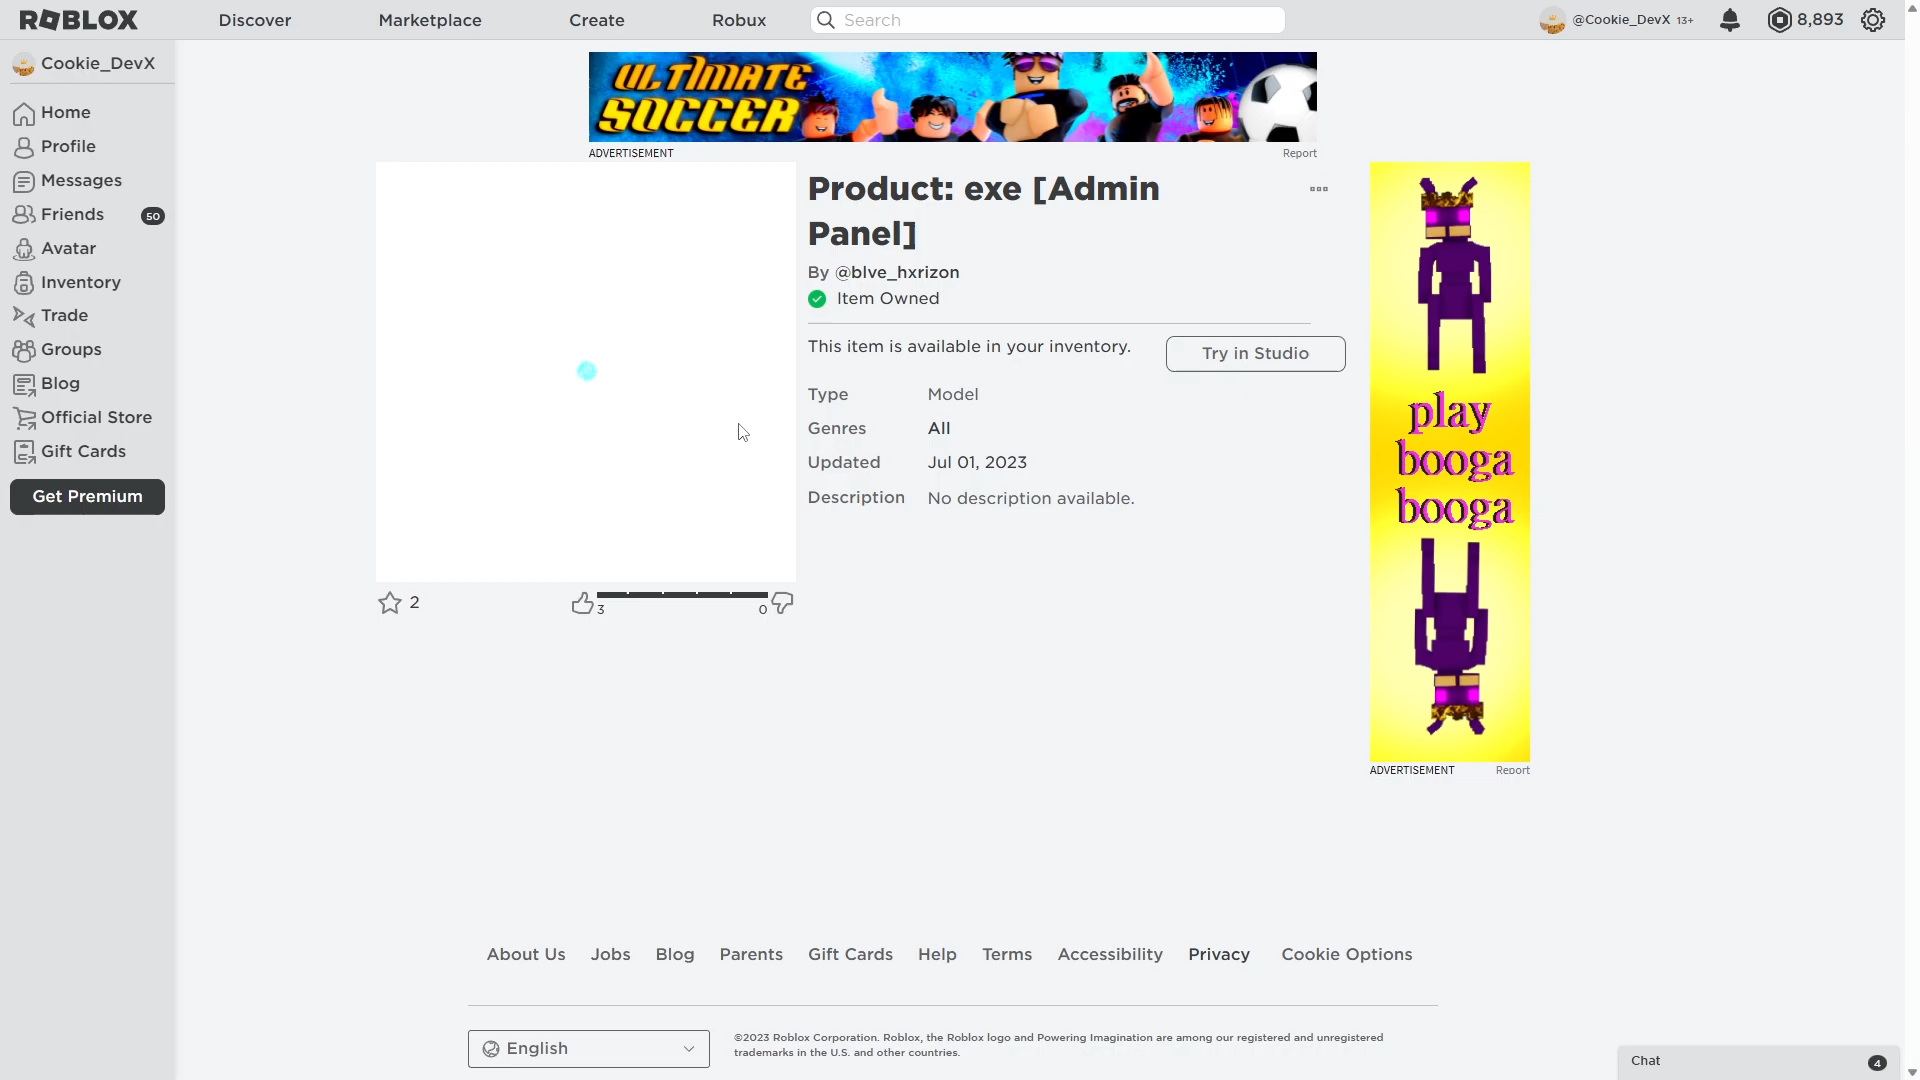 ROBLOX
Discover
Marketplace
Create
Robux
Search
@Cookie_DevX 13+
8,893
Cookie_DevX
Home
Profile
Messages
Friends
50
Avatar
Inventory
Trade
Groups
Blog
Official Store
Gift Cards
Get Premium
ULTIMATE
SOCCER
ADVERTISEMENT
Report
Product: exe [Admin
Panel]
By @blve_hxrizon
Item Owned
This item is available in your inventory.
Try in Studio
Type Model
Genres All
Updated Jul 01, 2023
Description No description available.
2
3
0
play
booga
booga
ADVERTISEMENT
Report
About Us
Jobs
Blog
Parents
Gift Cards
Help
Terms
Accessibility
Privacy
Cookie Options
English
©2023 Roblox Corporation. Roblox, the Roblox logo and Powering Imagination are among our registered and unregistered
trademarks in the U.S. and other countries.
Chat
4